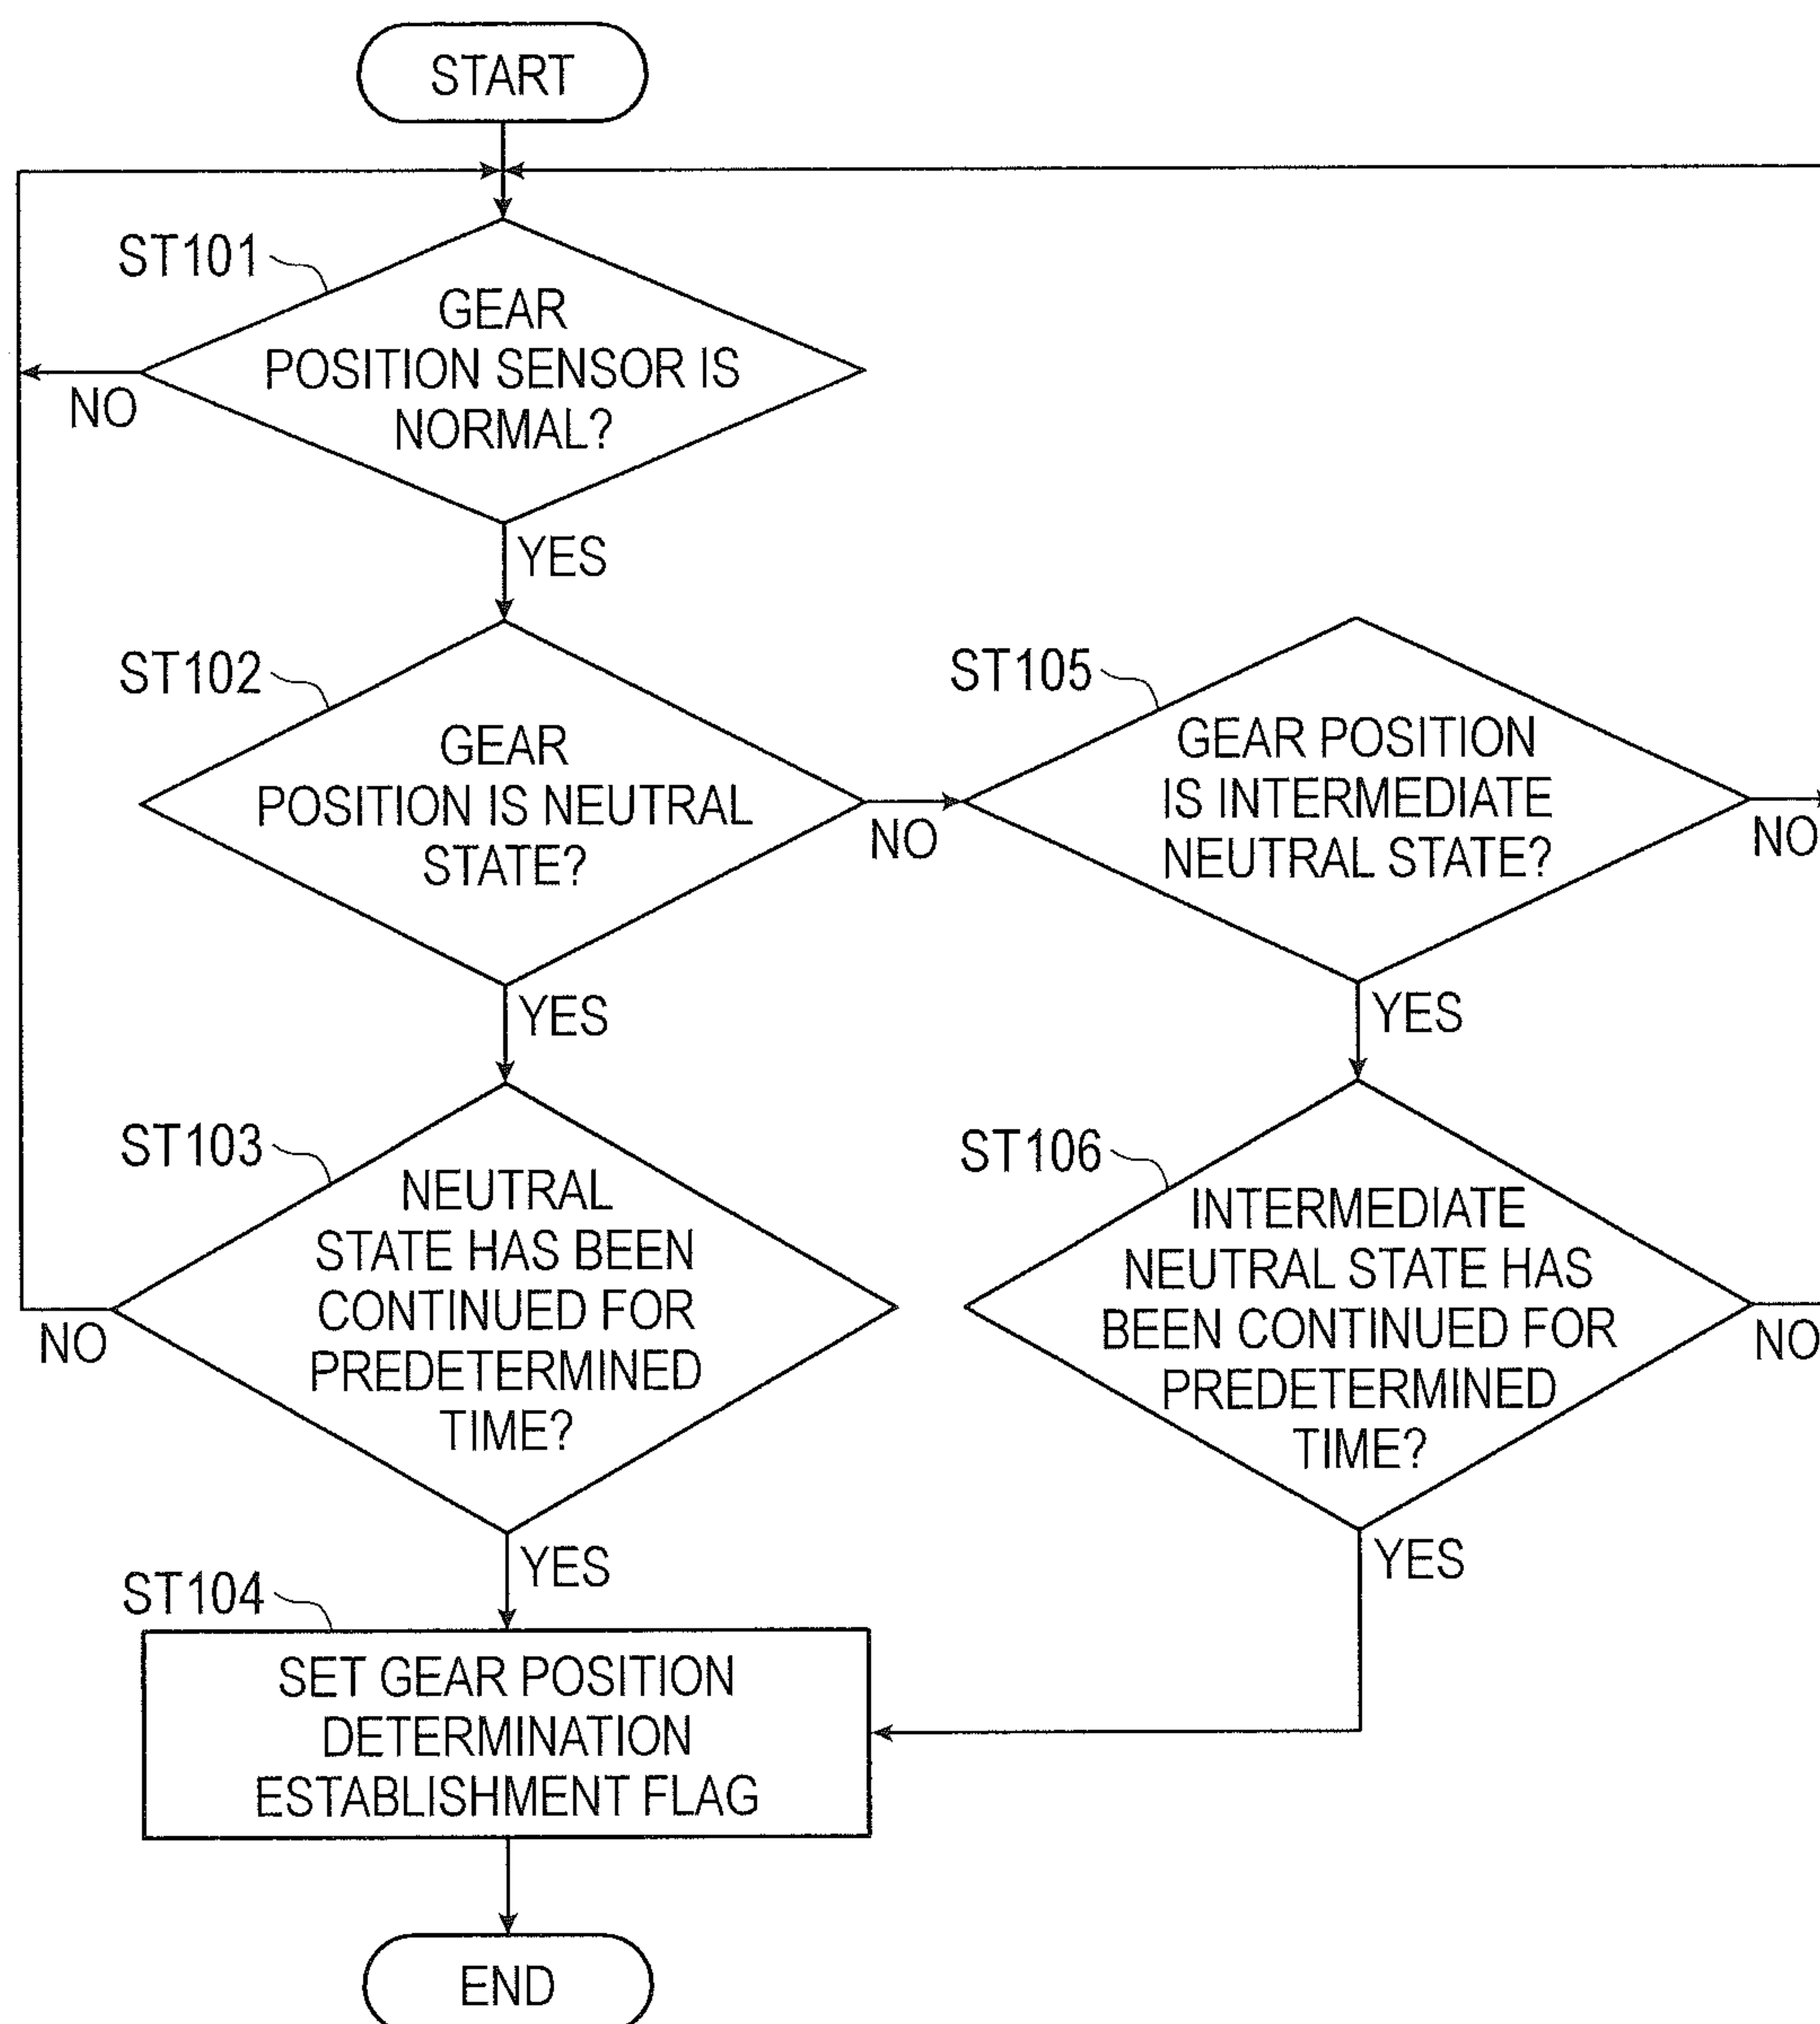 START
ST101
GEAR
POSITION SENSOR IS
NORMAL?
NO
YES
ST102
GEAR
POSITION IS NEUTRAL
STATE?
NO
YES
ST105
GEAR POSITION
IS INTERMEDIATE
NEUTRAL STATE?
NO
YES
ST103
NEUTRAL
STATE HAS BEEN
CONTINUED FOR
PREDETERMINED
TIME?
NO
YES
ST106
INTERMEDIATE
NEUTRAL STATE HAS
BEEN CONTINUED FOR
PREDETERMINED
TIME?
NO
YES
ST104
SET GEAR POSITION
DETERMINATION
ESTABLISHMENT FLAG
END